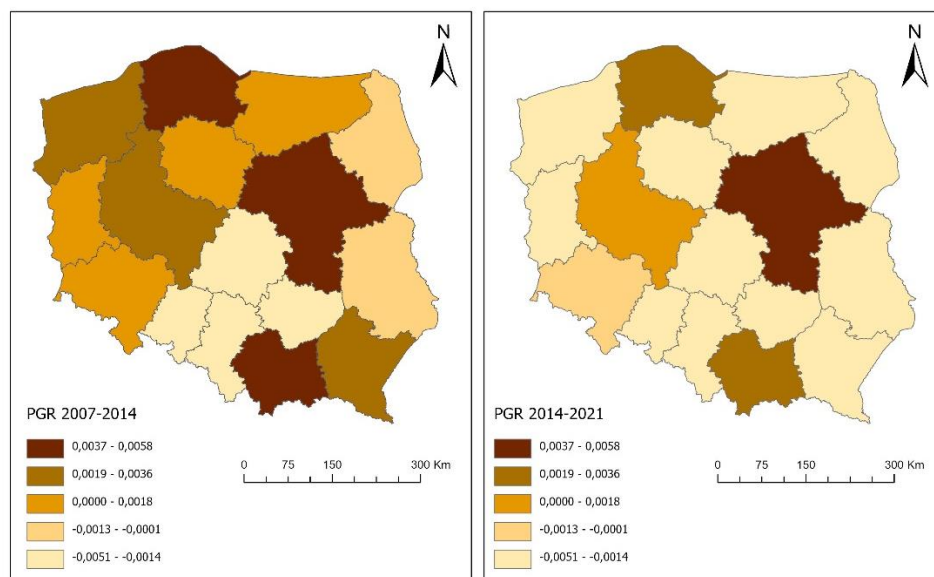 N
PGR 2007-2014
0,0037 - 0,0058
0,0019 - 0,0036
0,0000 - 0,0018
-0,0013 - -0,0001
-0,0051 - -0,0014
0 75 150 300 Km
N
PGR 2014-2021
0,0037 - 0,0058
0,0019 - 0,0036
0,0000 - 0,0018
-0,0013 - -0,0001
-0,0051 - -0,0014
0 75 150 300 Km